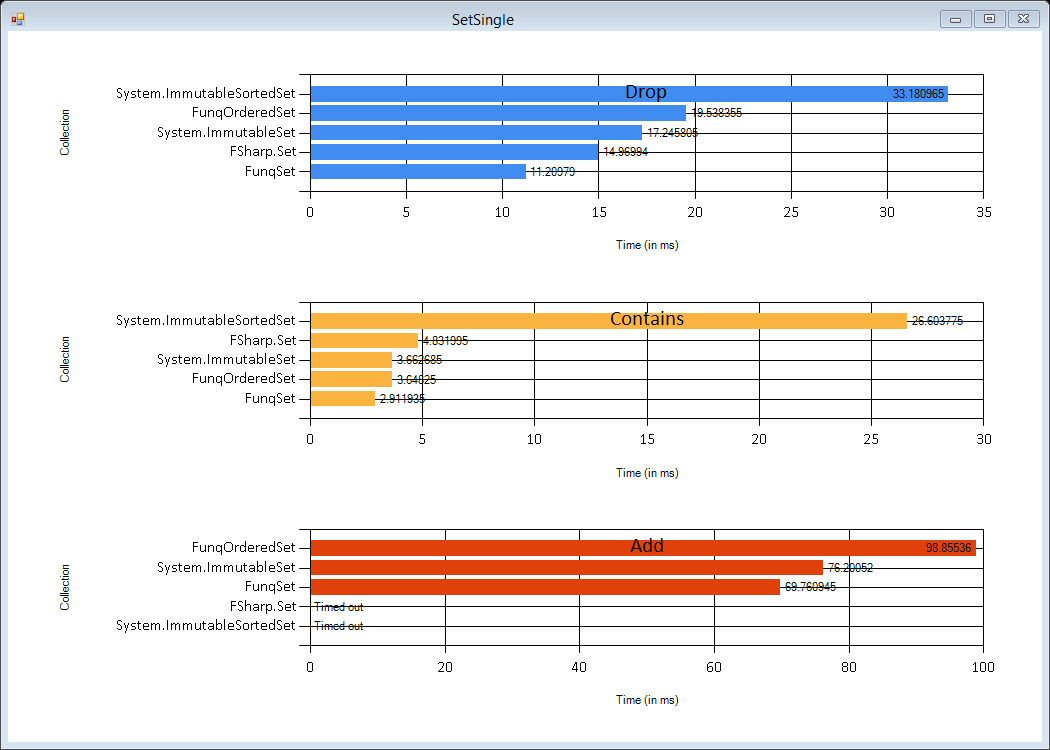 SetSingle
Drop
Collection
System.ImmutableSortedSet 33.180965
FunqOrderedSet 19.538355
System.ImmutableSet 17.245805
FSharp.Set 14.96994
FunqSet 11.20979
0 5 10 15 20 25 30 35
Time (in ms)
Contains
Collection
System.ImmutableSortedSet 26.603775
FSharp.Set 4.831995
System.ImmutableSet 3.662685
FunqOrderedSet 3.64825
FunqSet 2.911935
0 5 10 15 20 25 30
Time (in ms)
Add
Collection
FunqOrderedSet 98.85536
System.ImmutableSet 76.20052
FunqSet 69.760945
FSharp.Set Timed out
System.ImmutableSortedSet Timed out
0 20 40 60 80 100
Time (in ms)